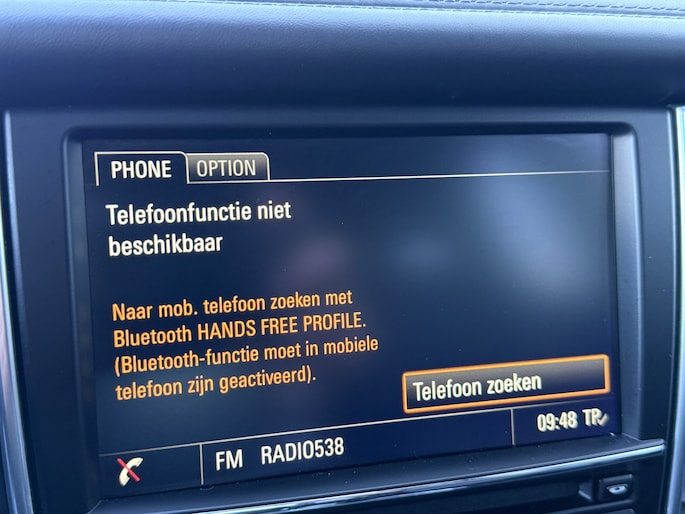 PHONE OPTION
Telefoonfunctie niet
beschikbaar
Naar mob. telefoon zoeken met
Bluetooth HANDS FREE PROFILE.
(Bluetooth-functie moet in mobiele
telefoon zijn geactiveerd).
Telefoon zoeken
FM RADIO538 09:48 TP